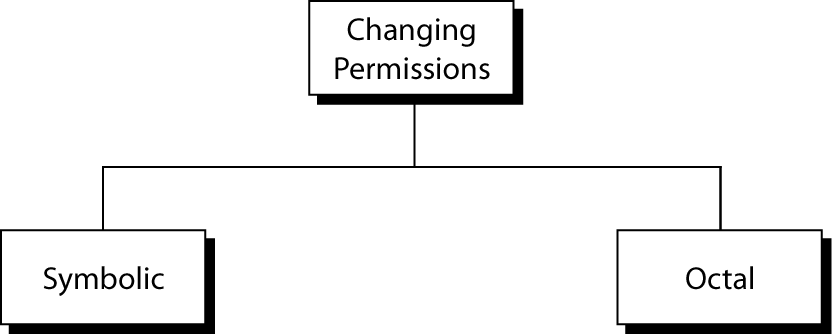 Changing
Permissions
Symbolic
Octal